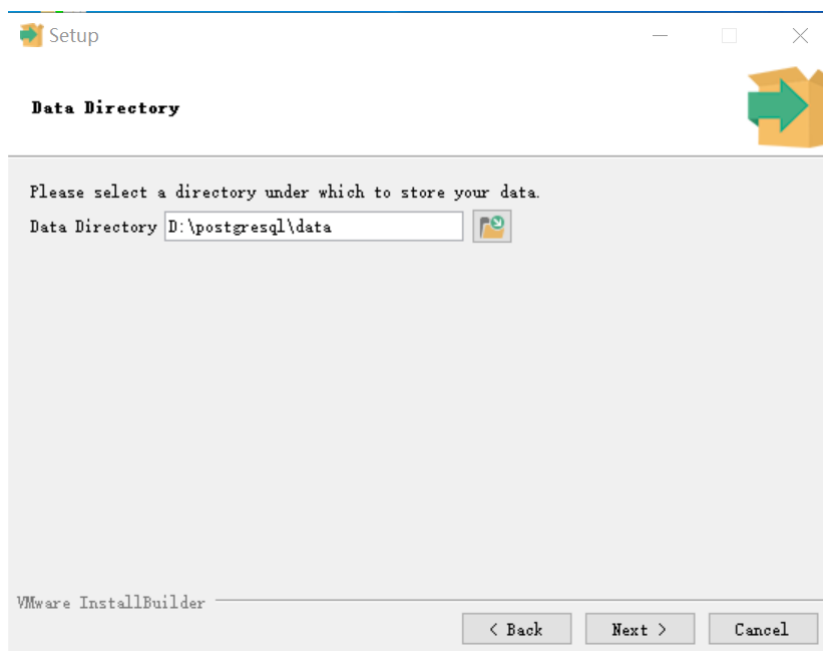 Setup
Data Directory
Please select a directory under which to store your data.
Data Directory D:\postgresql\data
VMware InstallBuilder
< Back Next > Cancel